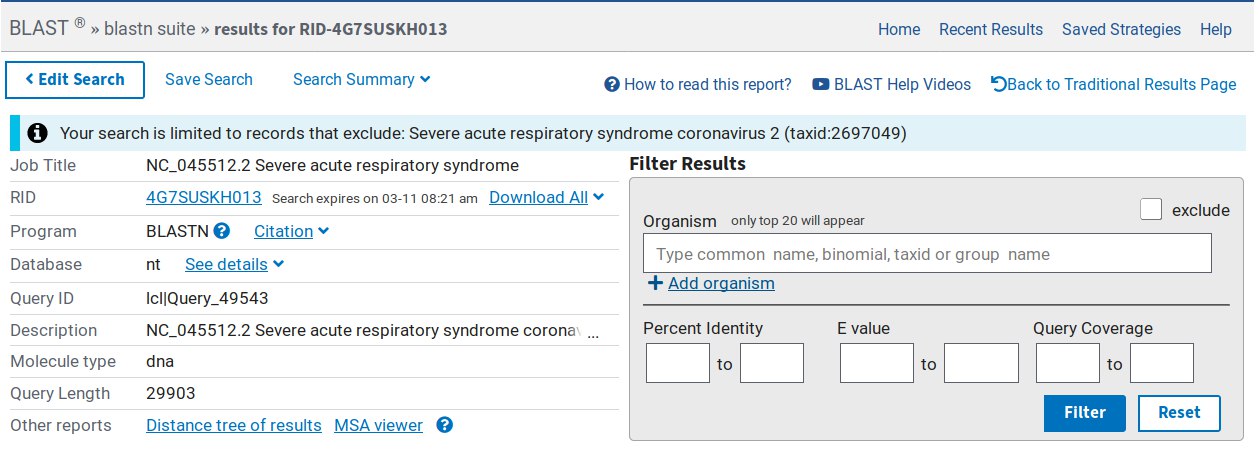 BLAST ® » blastn suite » results for RID-4G7SUSKH013
Home Recent Results Saved Strategies Help
Edit Search Save Search Search Summary
How to read this report? BLAST Help Videos Back to Traditional Results Page
Your search is limited to records that exclude: Severe acute respiratory syndrome coronavirus 2 (taxid:2697049)
Job Title NC_045512.2 Severe acute respiratory syndrome
RID 4G7SUSKH013 Search expires on 03-11 08:21 am Download All
Program BLASTN Citation
Database nt See details
Query ID lcl|Query_49543
Description NC_045512.2 Severe acute respiratory syndrome corona ...
Molecule type dna
Query Length 29903
Other reports Distance tree of results MSA viewer
Filter Results
exclude
Organism only top 20 will appear
Type common name, binomial, taxid or group name
Add organism
Percent Identity E value Query Coverage
to to to
Filter Reset